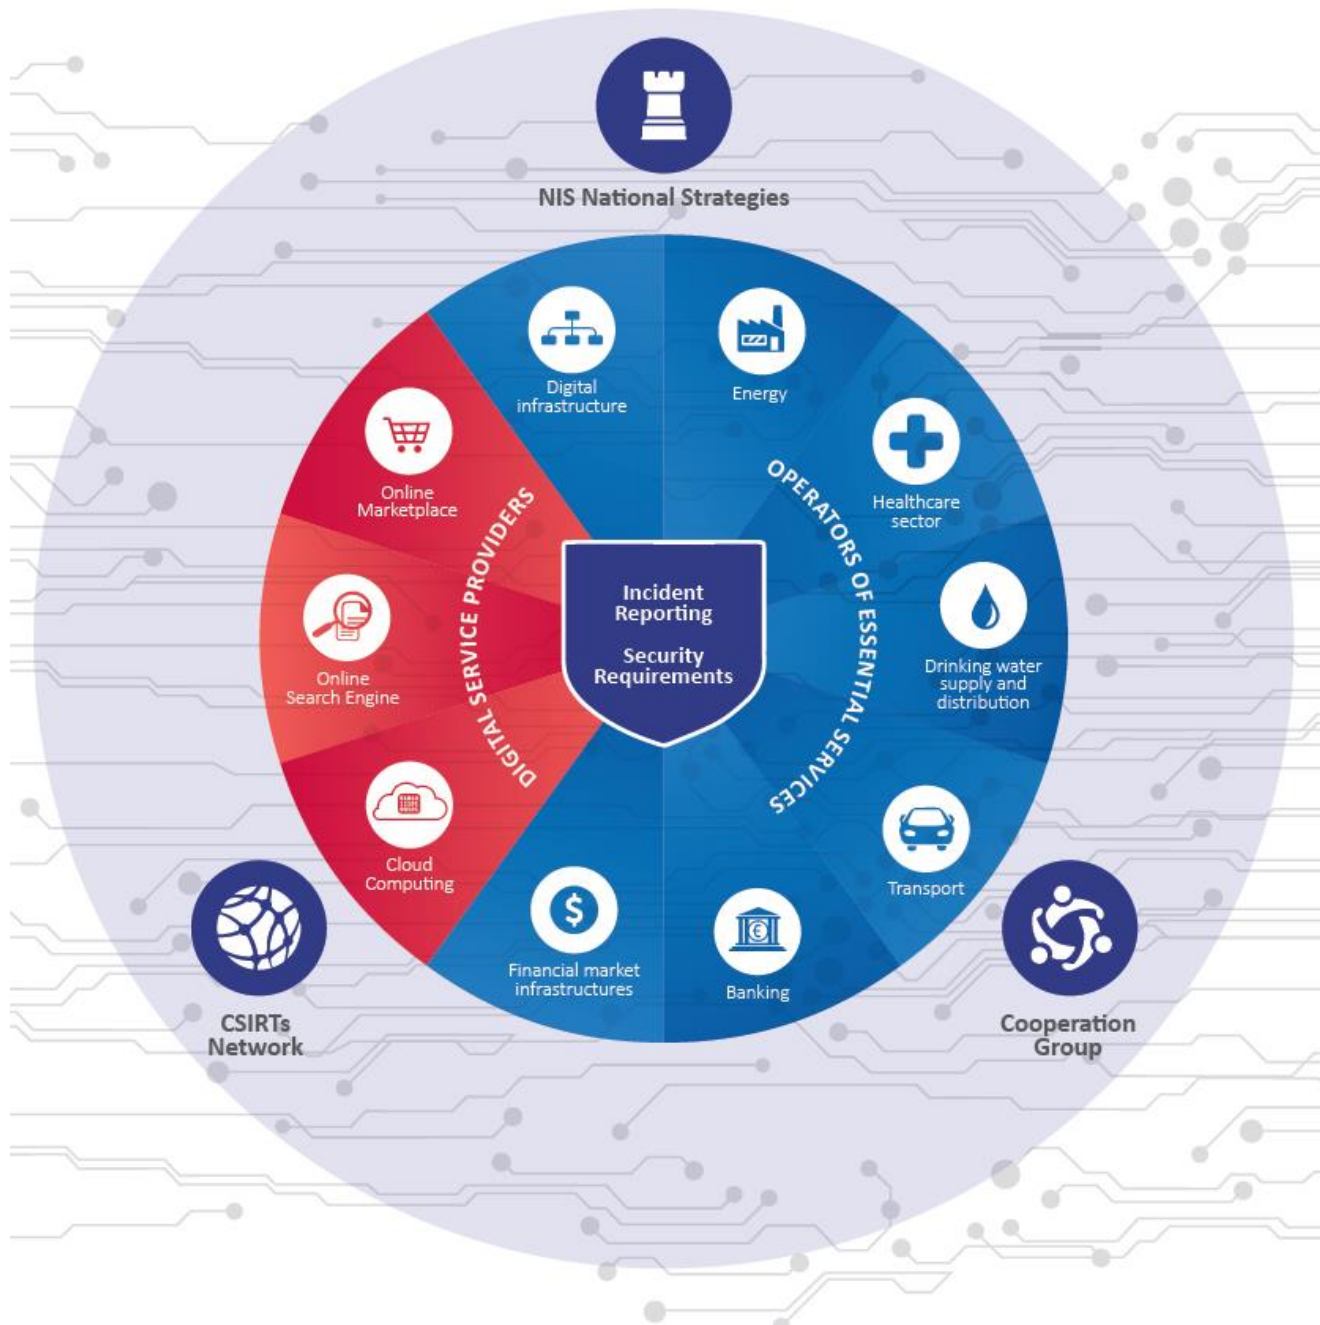 NIS National Strategies
Digital
infrastructure
Energy
Online
Marketplace
Healthcare
sector
DIGITAL SERVICE PROVIDERS
OPERATORS OF ESSENTIAL SERVICES
Incident
Reporting
Security
Requirements
Online
Search Engine
Drinking water
supply and
distribution
Cloud
Computing
Transport
Financial market
infrastructures
Banking
CSIRTs
Network
Cooperation
Group